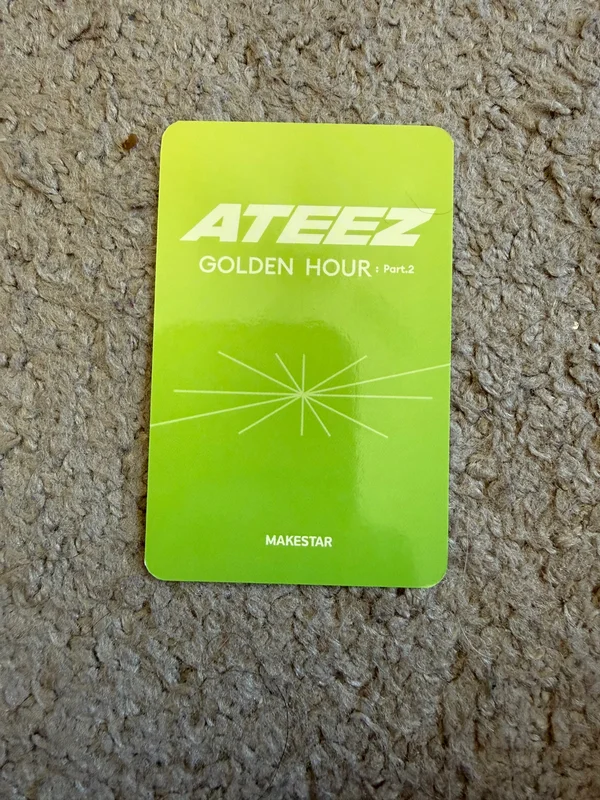 ATEEZ
GOLDEN HOUR : Part.2
MAKESTAR